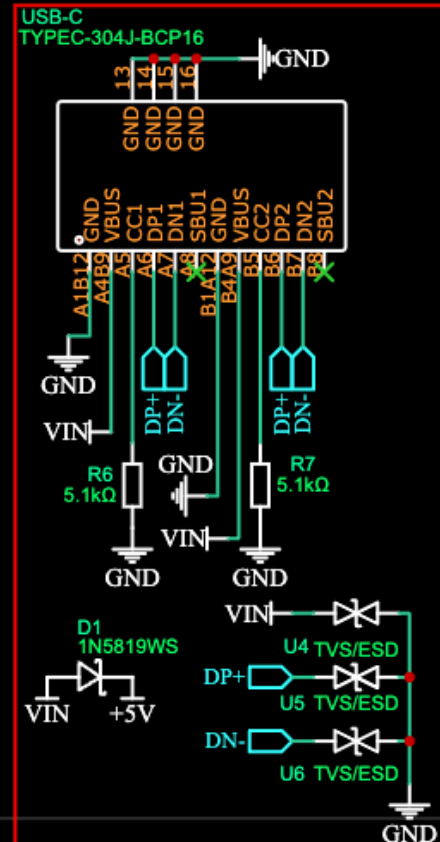 USB-C
TYPEC-304J-BCP16
GND
13
14
15
16
GND
GND
GND
GND
GND
VBUS
CC1
DP1
DN1
SBU1
GND
VBUS
CC2
DP2
DN2
SBU2
A1B12
A4B9
A5
A6
A7
A8
B1A12
B4A9
B5
B6
B7
B8
GND
DP+
DN-
DP+
DN-
VIN
R6
5.1kΩ
GND
R7
5.1kΩ
VIN
GND
GND
VIN
U4 TVS/ESD
D1
1N5819WS
DP+
U5 TVS/ESD
VIN
+5V
DN-
U6 TVS/ESD
GND